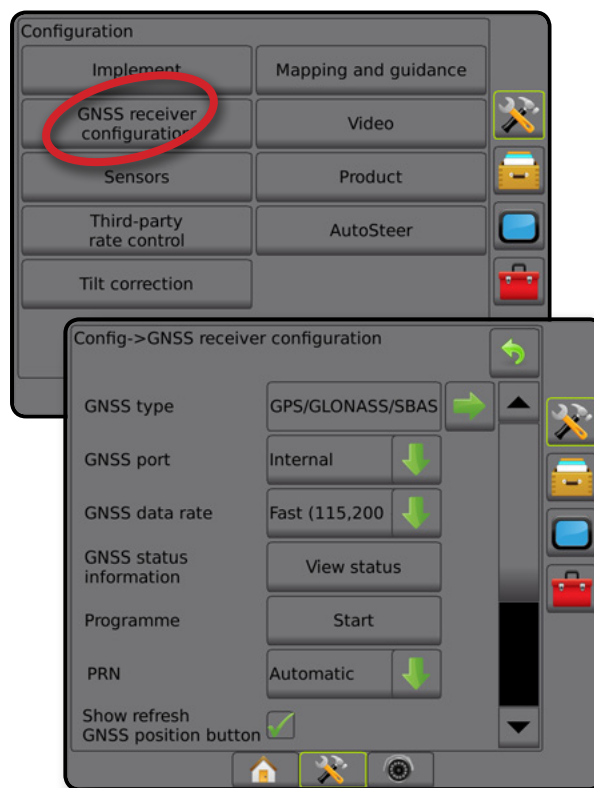 Configuration
Implement
Mapping and guidance
GNSS receiver
configuration
Video
Sensors
Product
Third-party
rate control
AutoSteer
Tilt correction
Config->GNSS receiver configuration
GNSS type
GPS/GLONASS/SBAS
GNSS port
Internal
GNSS data rate
Fast (115,200
GNSS status
information
View status
Programme
Start
PRN
Automatic
Show refresh
GNSS position button